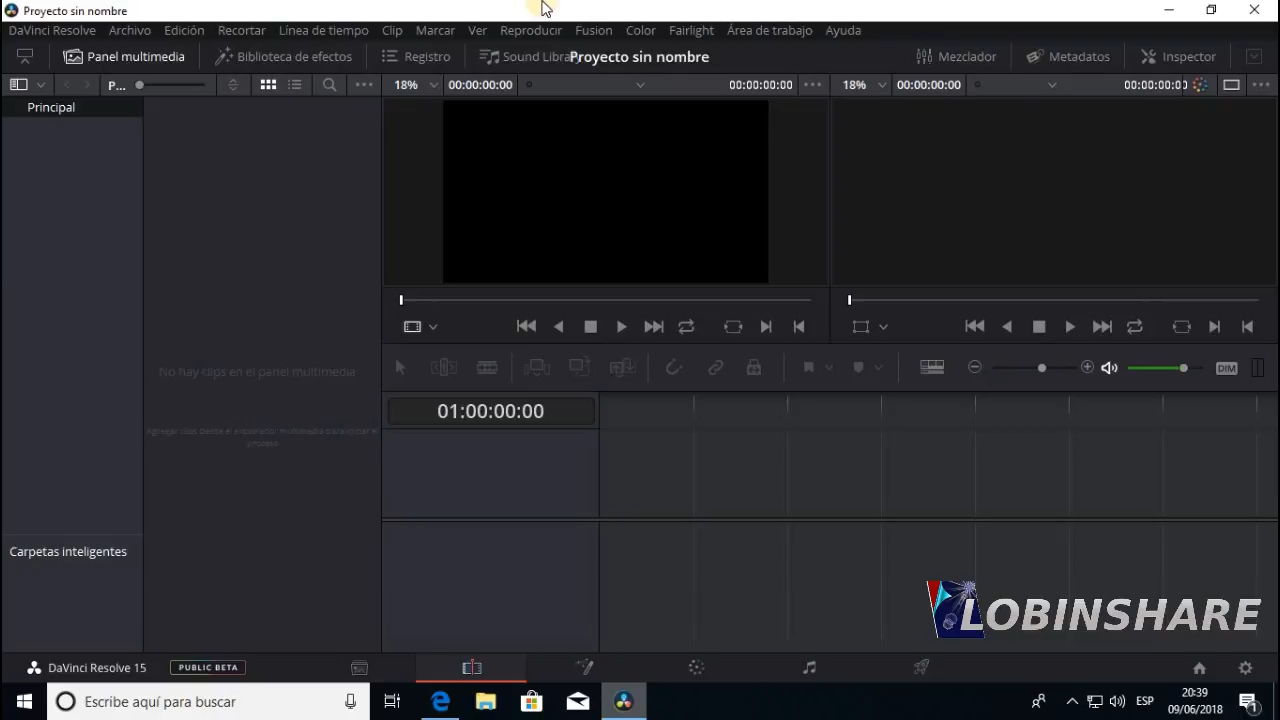 Proyecto sin nombre
DaVinci Resolve Archivo Edición Recortar Línea de tiempo Clip Marcar Ver Reproducir Fusion Color Fairlight Área de trabajo Ayuda
Panel multimedia Biblioteca de efectos Registro Sound Libra Proyecto sin nombre Mezclador Metadatos Inspector
P... 18% 00:00:00:00 00:00:00:00 18% 00:00:00:00 00:00:00:0
Principal
No hay clips en el panel multimedia
Agregar clips desde el explorador multimedia para iniciar el
proceso
01:00:00:00
DIM
Carpetas inteligentes
LOBINSHARE
DaVinci Resolve 15 PUBLIC BETA
Escribe aquí para buscar
ESP
20:39
09/06/2018
1